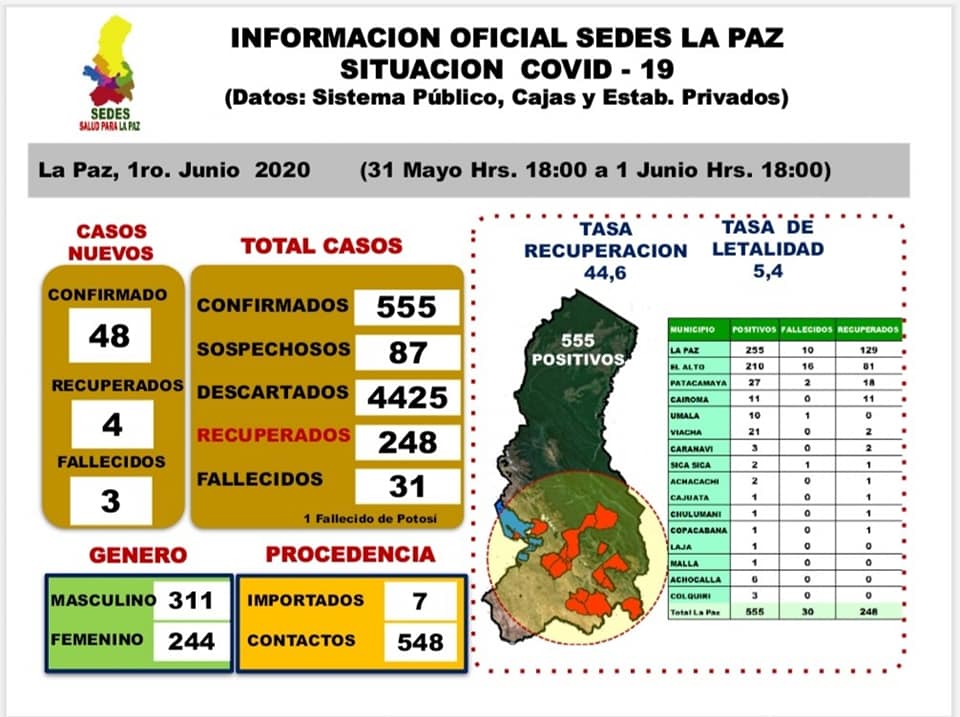 INFORMACION OFICIAL SEDES LA PAZ
SITUACION COVID - 19
(Datos: Sistema Público, Cajas y Estab. Privados)
SEDES
SALUD PARA LA PAZ
La Paz, 1ro. Junio 2020 (31 Mayo Hrs. 18:00 a 1 Junio Hrs. 18:00)
CASOS
NUEVOS
CONFIRMADO
48
RECUPERADOS
4
FALLECIDOS
3
TOTAL CASOS
CONFIRMADOS 555
SOSPECHOSOS 87
DESCARTADOS 4425
RECUPERADOS 248
FALLECIDOS 31
1 Fallecido de Potosí
GENERO
MASCULINO 311
FEMENINO 244
PROCEDENCIA
IMPORTADOS 7
CONTACTOS 548
TASA
RECUPERACION
44,6
TASA DE
LETALIDAD
5,4
555
POSITIVOS
MUNICIPIO POSITIVOS FALLECIDOS RECUPERADOS
LA PAZ 255 10 129
EL ALTO 210 16 81
PATACAMAYA 27 2 18
CAIROMA 11 0 11
UMALA 10 1 0
VIACHA 21 0 2
CARANAVI 3 0 2
SICA SICA 2 1 1
ACHACACHI 2 0 1
CAJUATA 1 0 1
CHULUMANI 1 0 1
COPACABANA 1 0 1
LAJA 1 0 0
MALLA 1 0 0
ACHOCALLA 6 0 0
COLQUIRI 3 0 0
Total La Paz 555 30 248